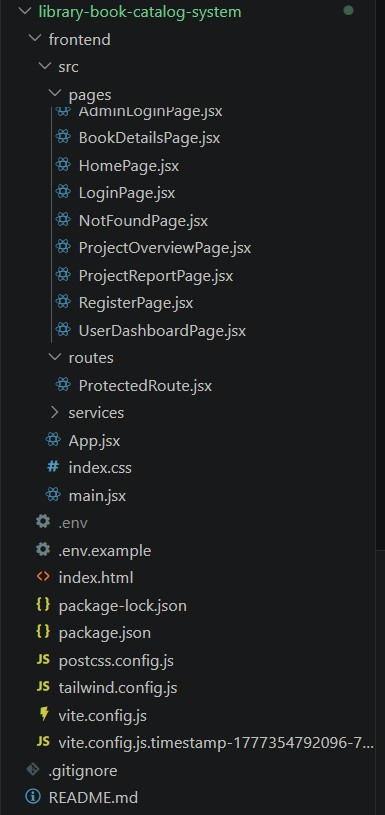 library-book-catalog-system
frontend
src
pages
AdminLoginPage.jsx
BookDetailsPage.jsx
HomePage.jsx
LoginPage.jsx
NotFoundPage.jsx
ProjectOverviewPage.jsx
ProjectReportPage.jsx
RegisterPage.jsx
UserDashboardPage.jsx
routes
ProtectedRoute.jsx
services
App.jsx
# index.css
main.jsx
.env
.env.example
<> index.html
{} package-lock.json
{} package.json
JS postcss.config.js
JS tailwind.config.js
vite.config.js
JS vite.config.js.timestamp-1777354792096-7...
.gitignore
README.md